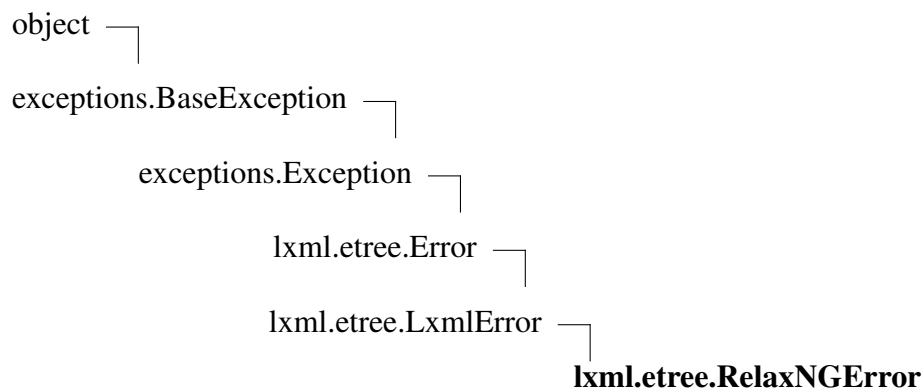 object
exceptions.BaseException
exceptions.Exception
lxml.etree.Error
lxml.etree.LxmlError
lxml.etree.RelaxNGError